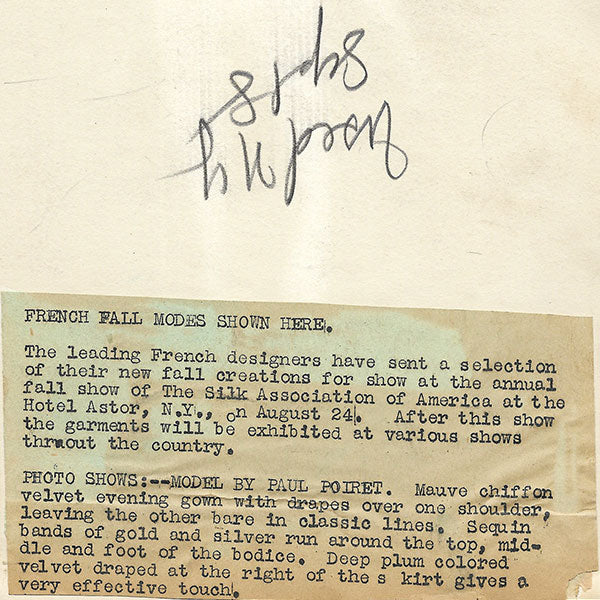 FRENCH FALL MODES SHOWN HERE.
The leading French designers have sent a selection
of their new fall creations for show at the annual
fall show of The Silk Association of America at the
Hotel Astor, N.Y., on August 24. After this show
the garments will be exhibited at various shows
thruout the country.
PHOTO SHOWS:--MODEL BY PAUL POIRET. Mauve chiffon
velvet evening gown with drapes over one shoulder,
leaving the other bare in classic lines. Sequin
bands of gold and silver run around the top, mid-
dle and foot of the bodice. Deep plum colored
velvet draped at the right of thes kirt gives a
very effective touch.